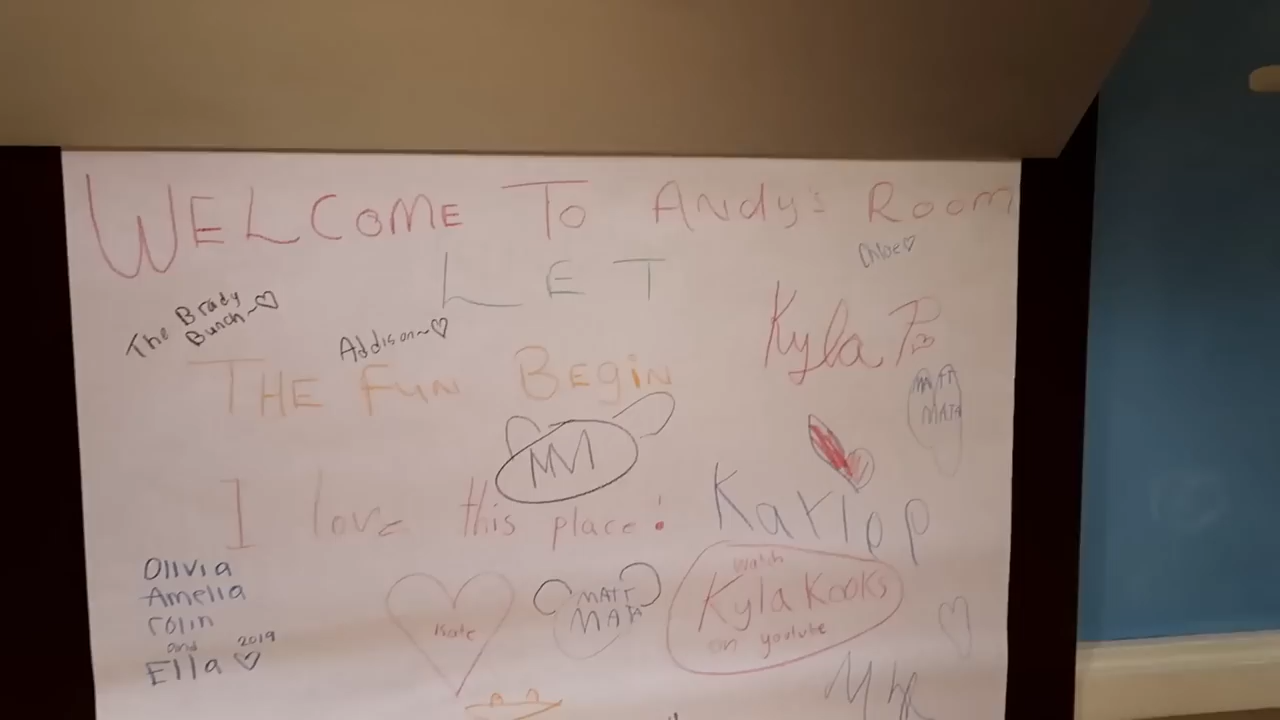 WELCOME TO Andy's Room
Chloe
LET
The Brady
Bunch~
Addison~
Kyla P
THE FUN BEGiN
MATT
MATA
MM
I love this place!
Karlo p
Olivia
Amelia
Colin
and
Ella 2019
Kate
MATT
MATA
Watch
Kyla Kooks
on youtube